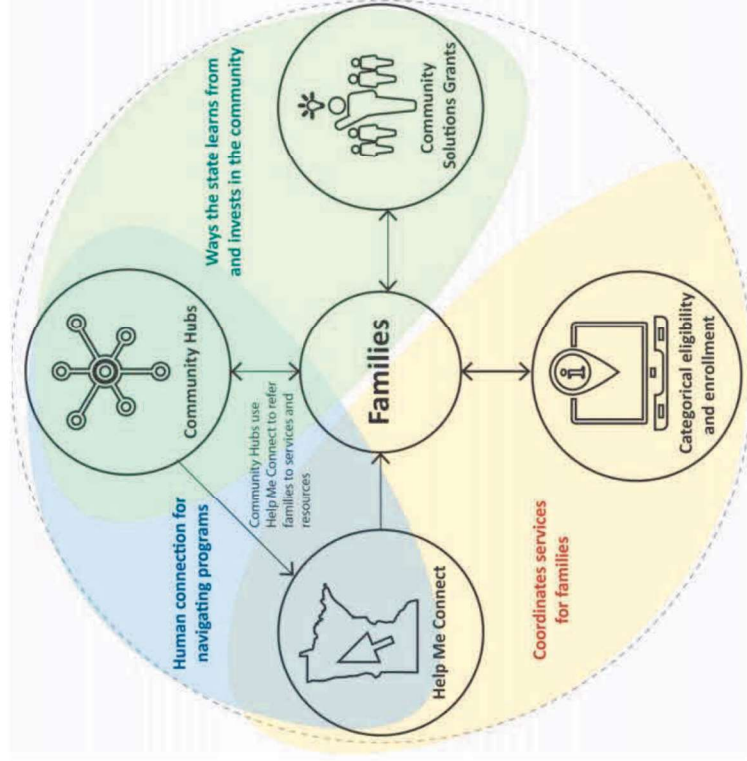 Human connection for
navigating programs
Community Hubs
Ways the state learns from
and invests in the community
Community Hubs use
Help Me Connect to refer
families to services and
resources
Help Me Connect
Families
Community
Solutions Grants
Coordinates services
for families
Categorical eligibility
and enrollment